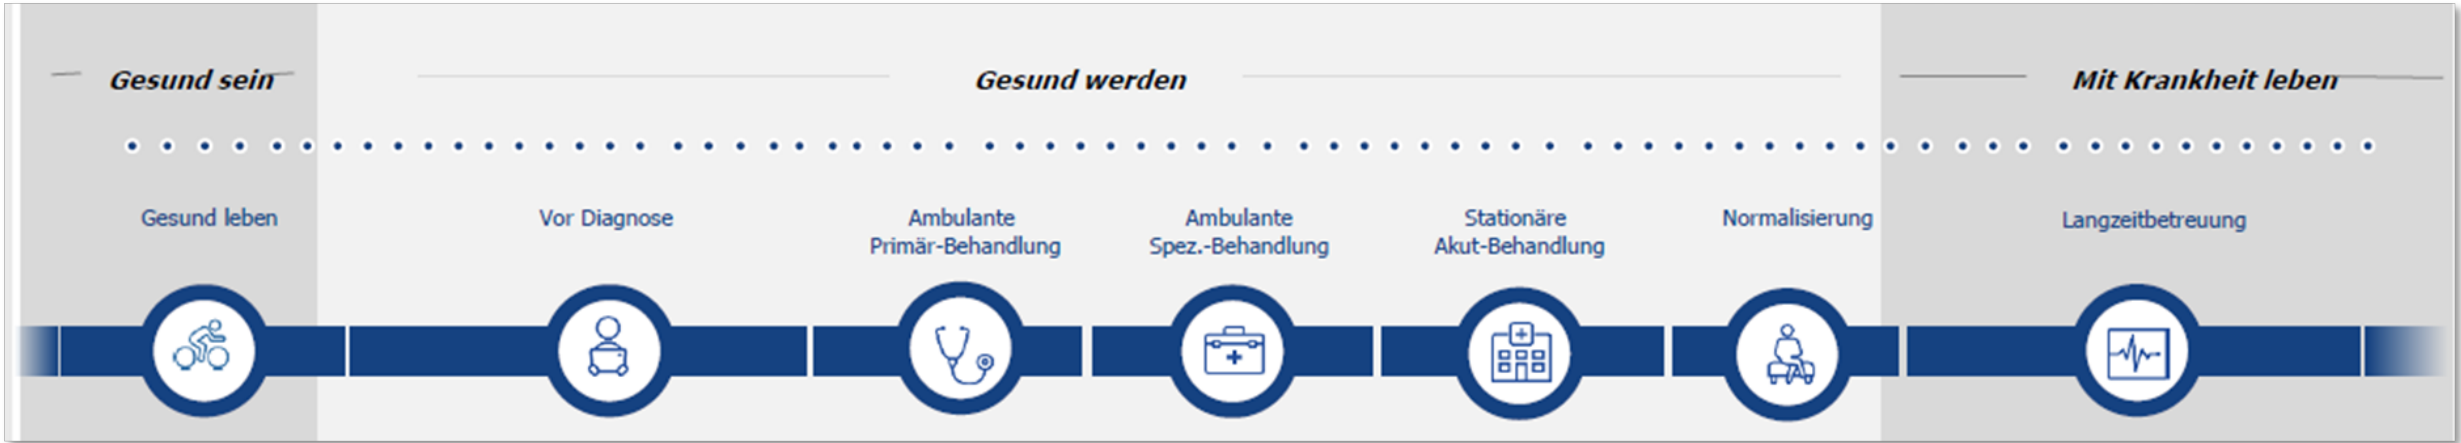 Gesund sein
Gesund werden
Mit Krankheit leben
Gesund leben
Vor Diagnose
Ambulante
Primär-Behandlung
Ambulante
Spez.-Behandlung
Stationäre
Akut-Behandlung
Normalisierung
Langzeitbetreuung